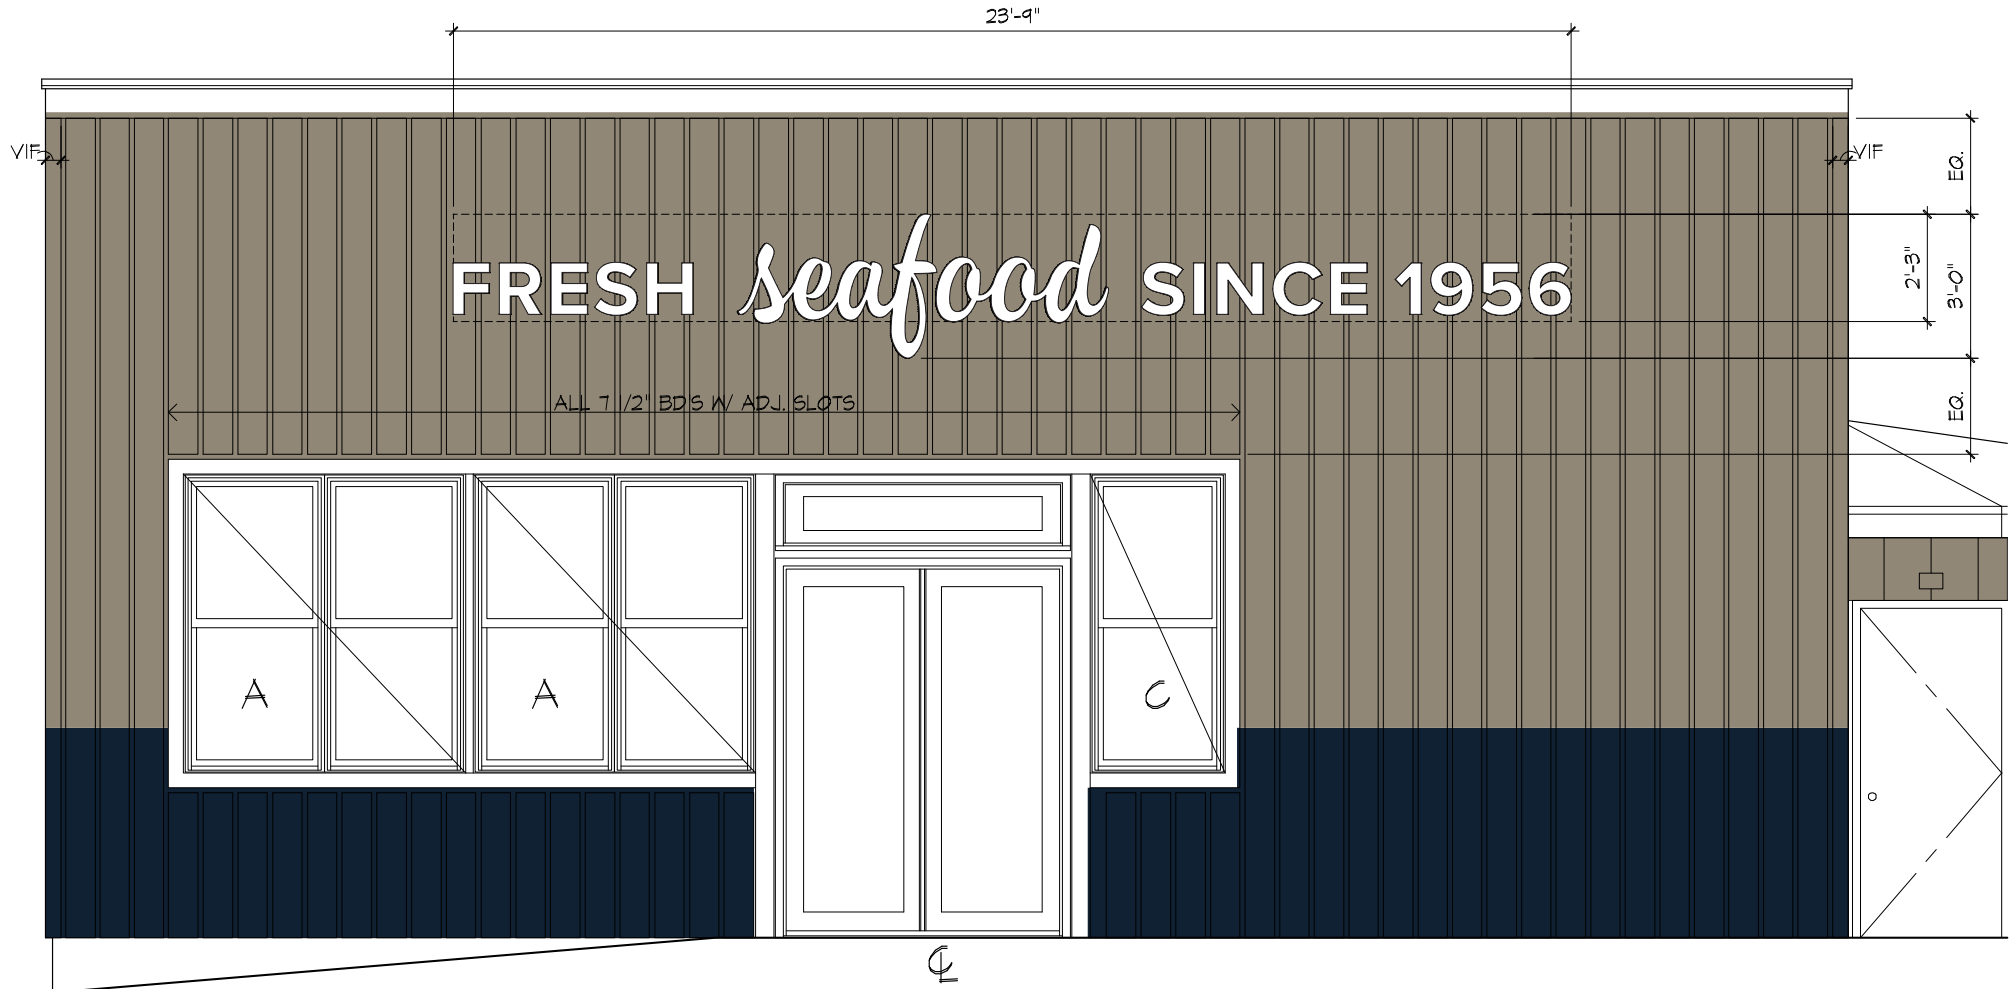 23'-9"
VIF
VIF
EQ.
FRESH seafood SINCE 1956
2'-3"
3'-0"
ALL 7 1/2" BD'S W/ ADJ. SLOTS
EQ.
A
A
C
℄